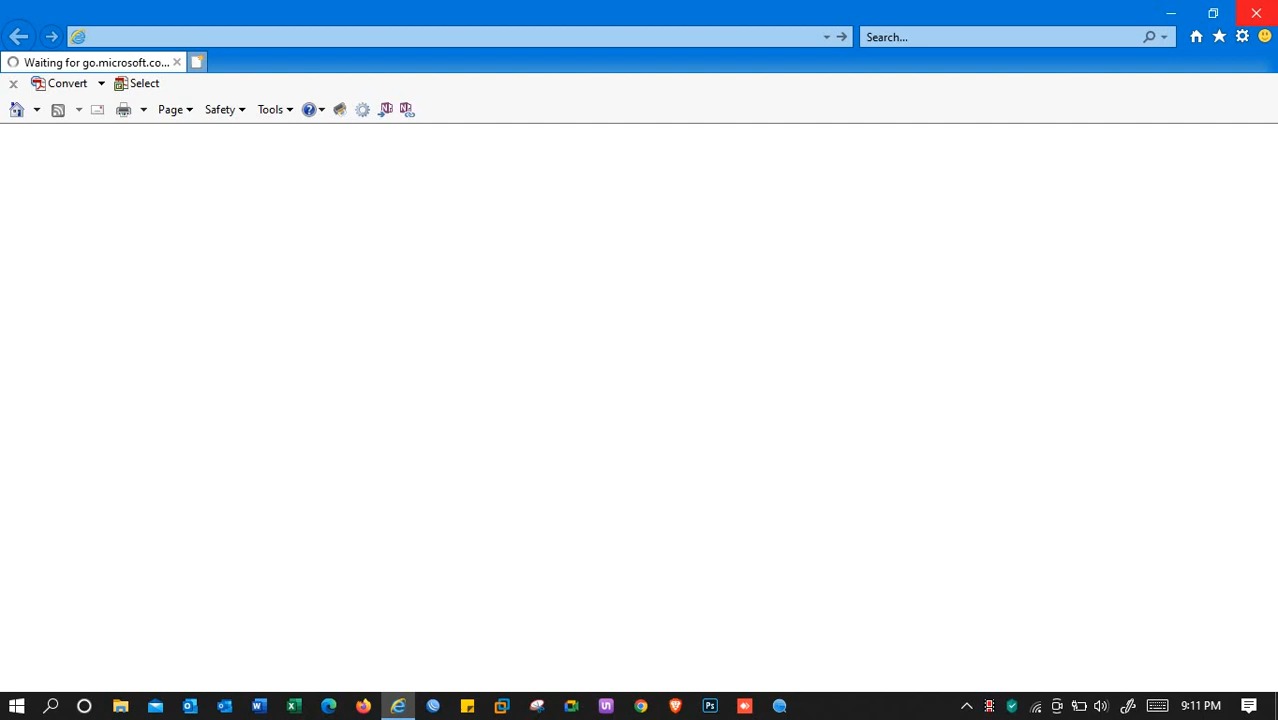 Search...
Waiting for go.microsoft.co...
Convert Select
Page Safety Tools
9:11 PM